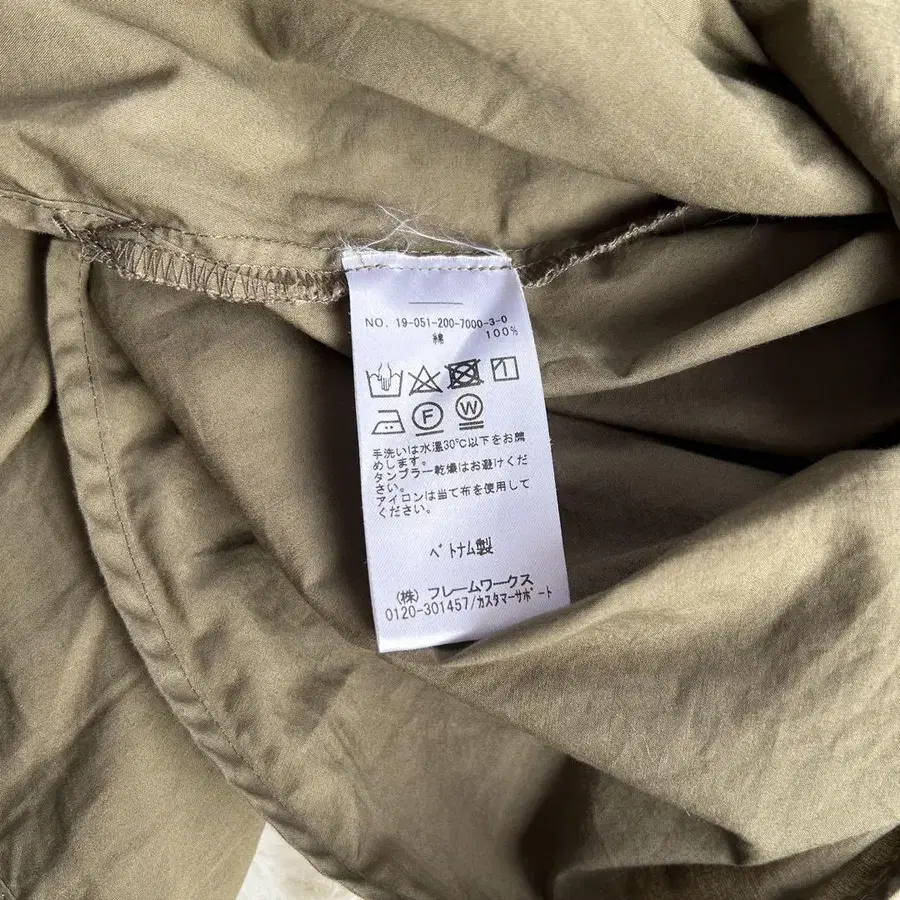 NO. 19-051-200-7000-3-0
綿 100%
F W
手洗いは水温30℃以下をお薦
めします。
タンブラー乾燥はお避けくだ
さい。
アイロンは当て布を使用して
ください。
ベトナム製
(株) フレームワークス
0120-301457/カスタマーサポート